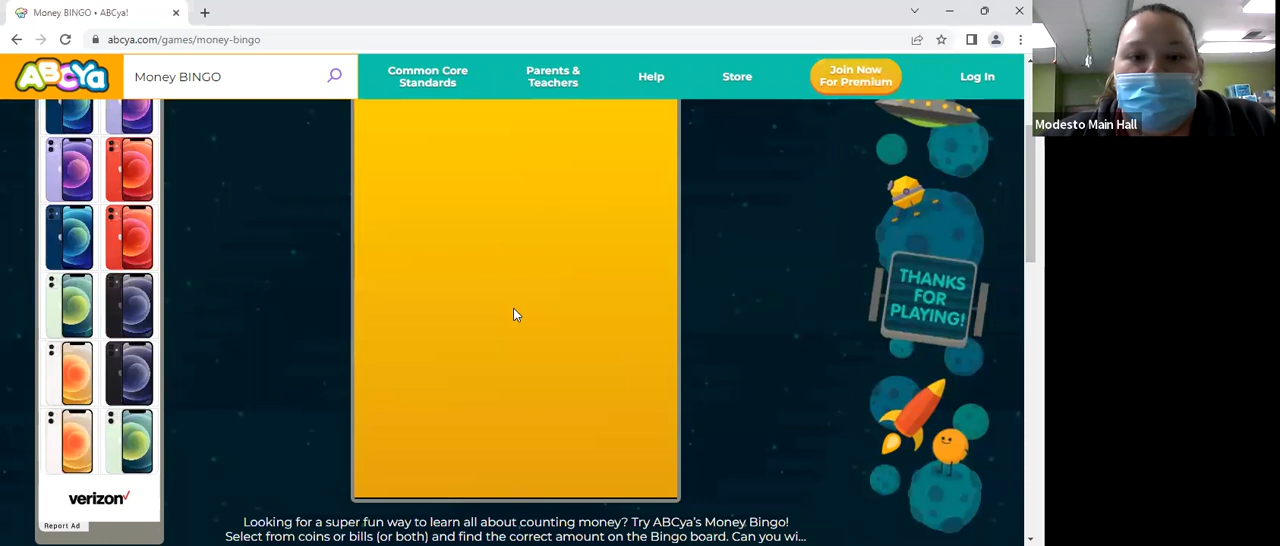 Money BINGO • ABCya!
abcya.com/games/money-bingo
ABCYa
Money BINGO
Common Core
Standards
Parents &
Teachers
Help
Store
Join Now
For Premium
Log In
Modesto Main Hall
THANKS
FOR
PLAYING!
verizon
Report Ad
Looking for a super fun way to learn all about counting money? Try ABCya's Money Bingo!
Select from coins or bills (or both) and find the correct amount on the Bingo board. Can you wi...